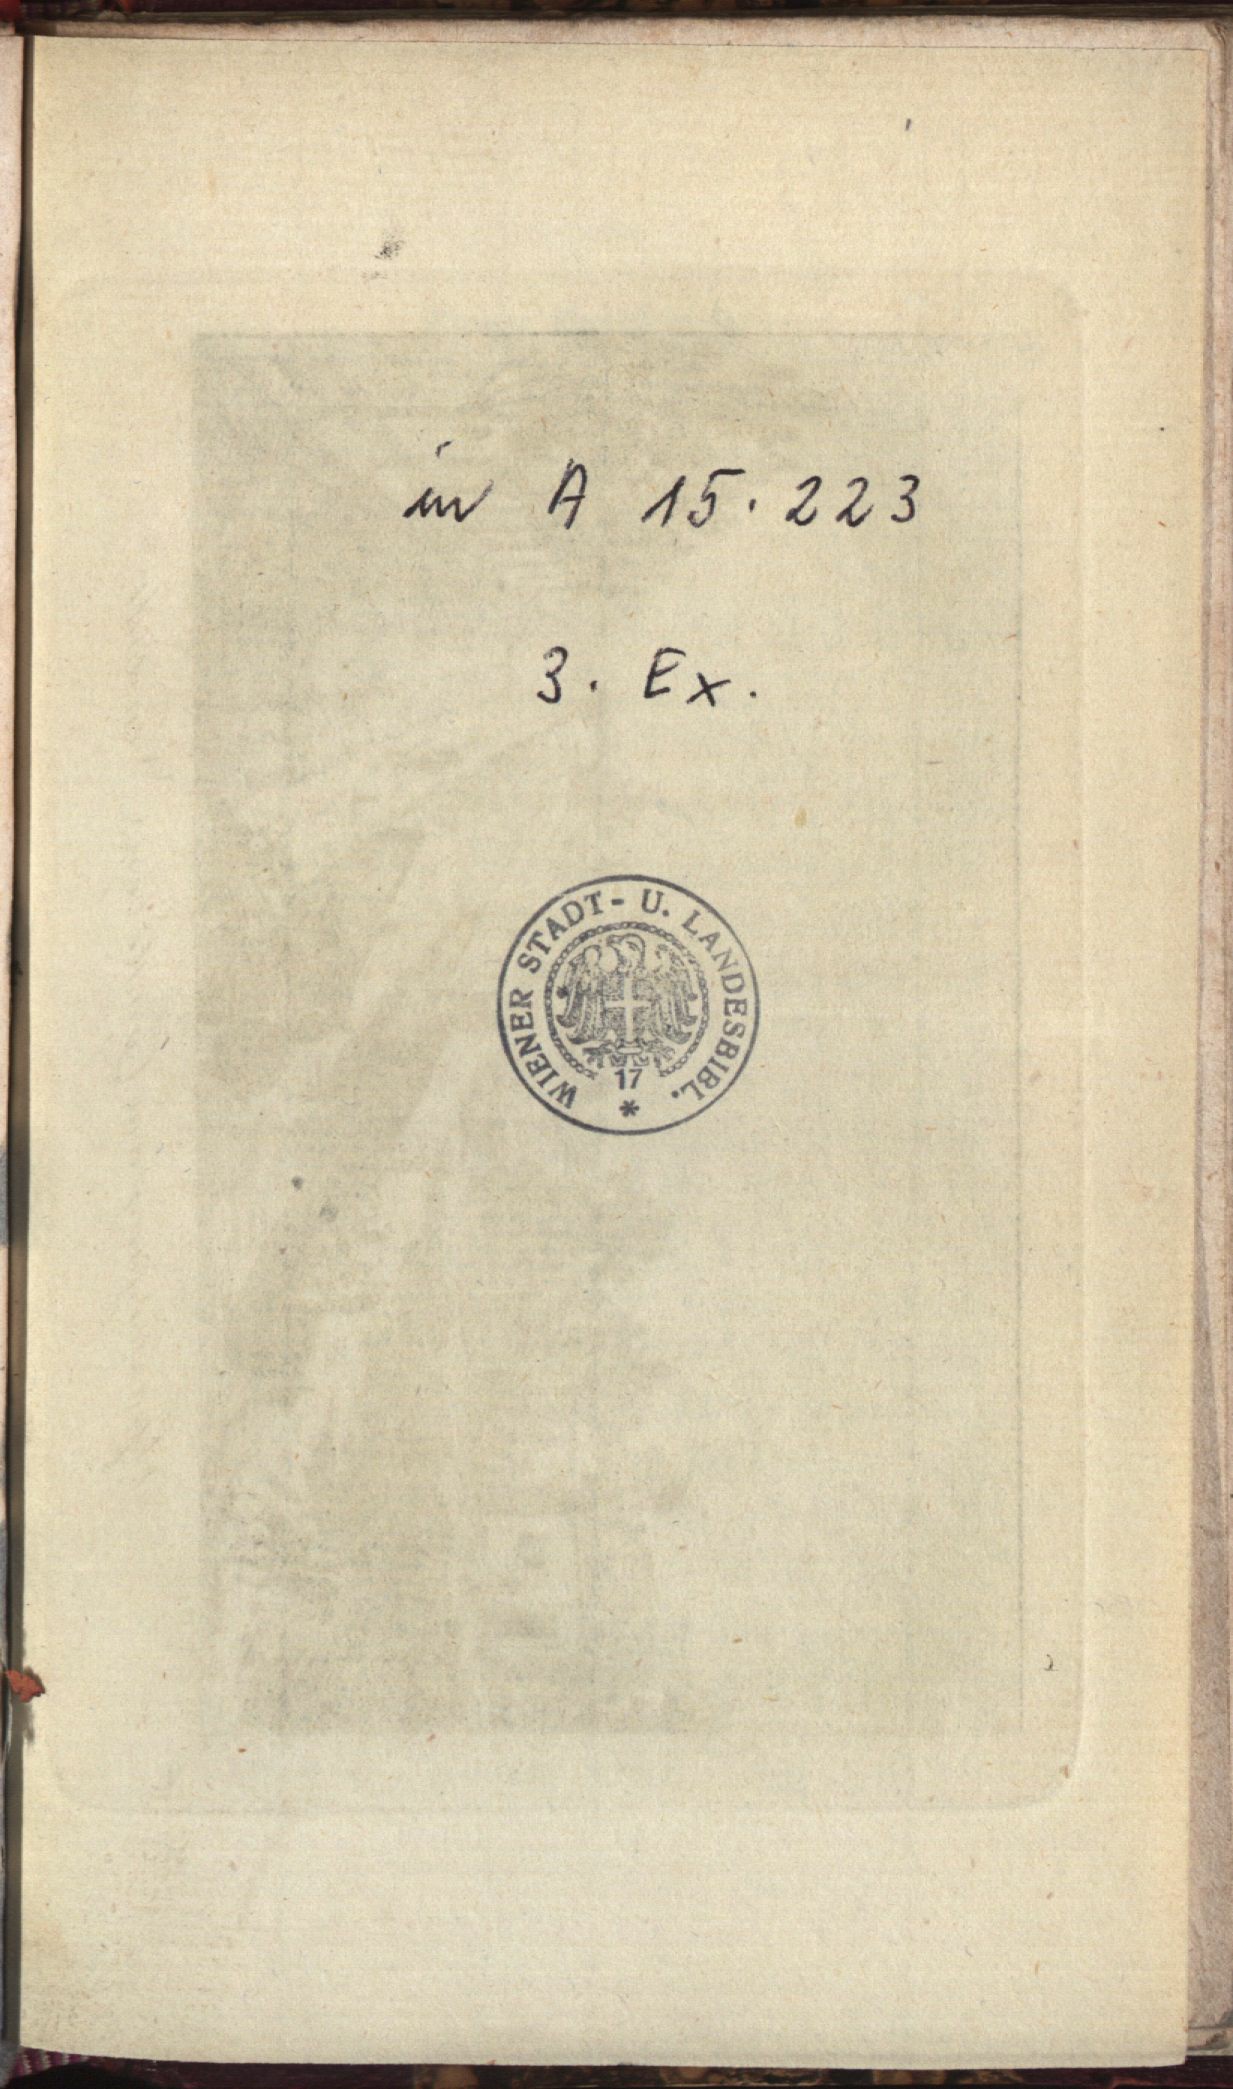 in A 15.223
3. Ex.
WIENER STADT- U. LANDESBIBL.
17
*